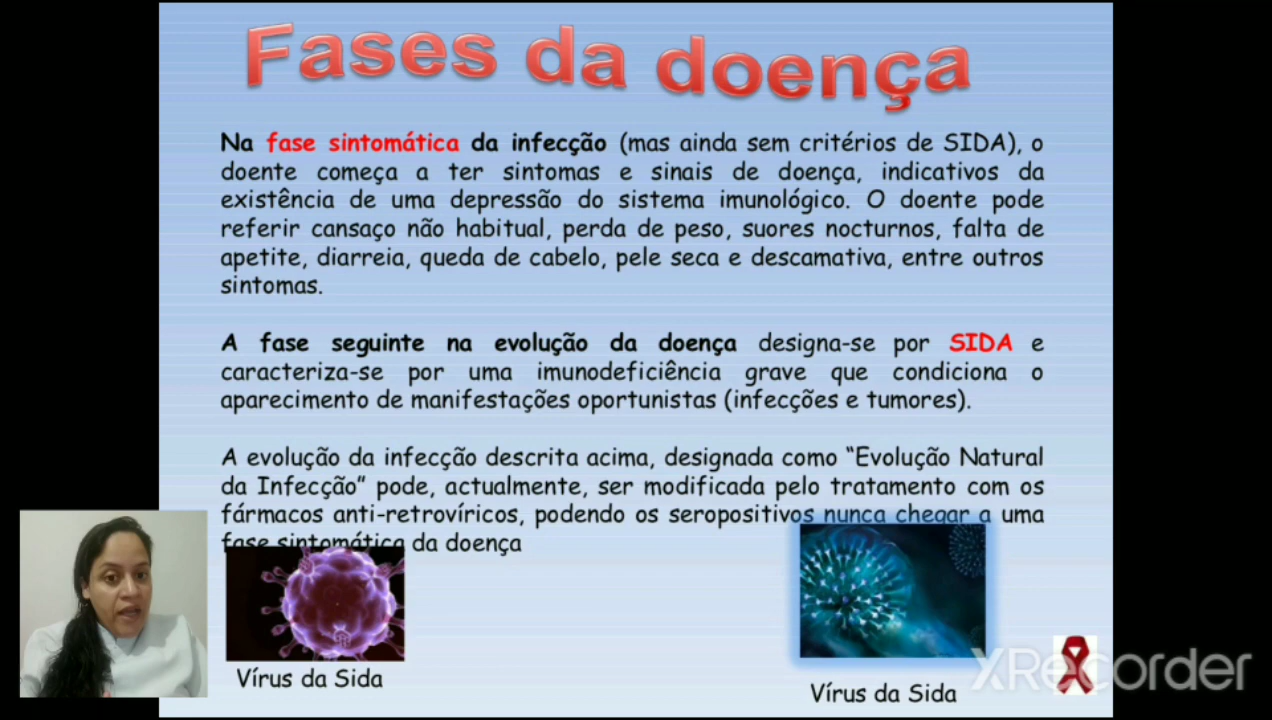 Fases da doença
Na fase sintomática da infecção (mas ainda sem critérios de SIDA), o
doente começa a ter sintomas e sinais de doença, indicativos da
existência de uma depressão do sistema imunológico. O doente pode
referir cansaço não habitual, perda de peso, suores nocturnos, falta de
apetite, diarreia, queda de cabelo, pele seca e descamativa, entre outros
sintomas.
A fase seguinte na evolução da doença designa-se por SIDA e
caracteriza-se por uma imunodeficiência grave que condiciona o
aparecimento de manifestações oportunistas (infecções e tumores).
A evolução da infecção descrita acima, designada como “Evolução Natural
da Infecção” pode, actualmente, ser modificada pelo tratamento com os
fármacos anti-retrovíricos, podendo os seropositivos nunca chegar a uma
fase sintomática da doença
Vírus da Sida
Vírus da Sida
XRecorder